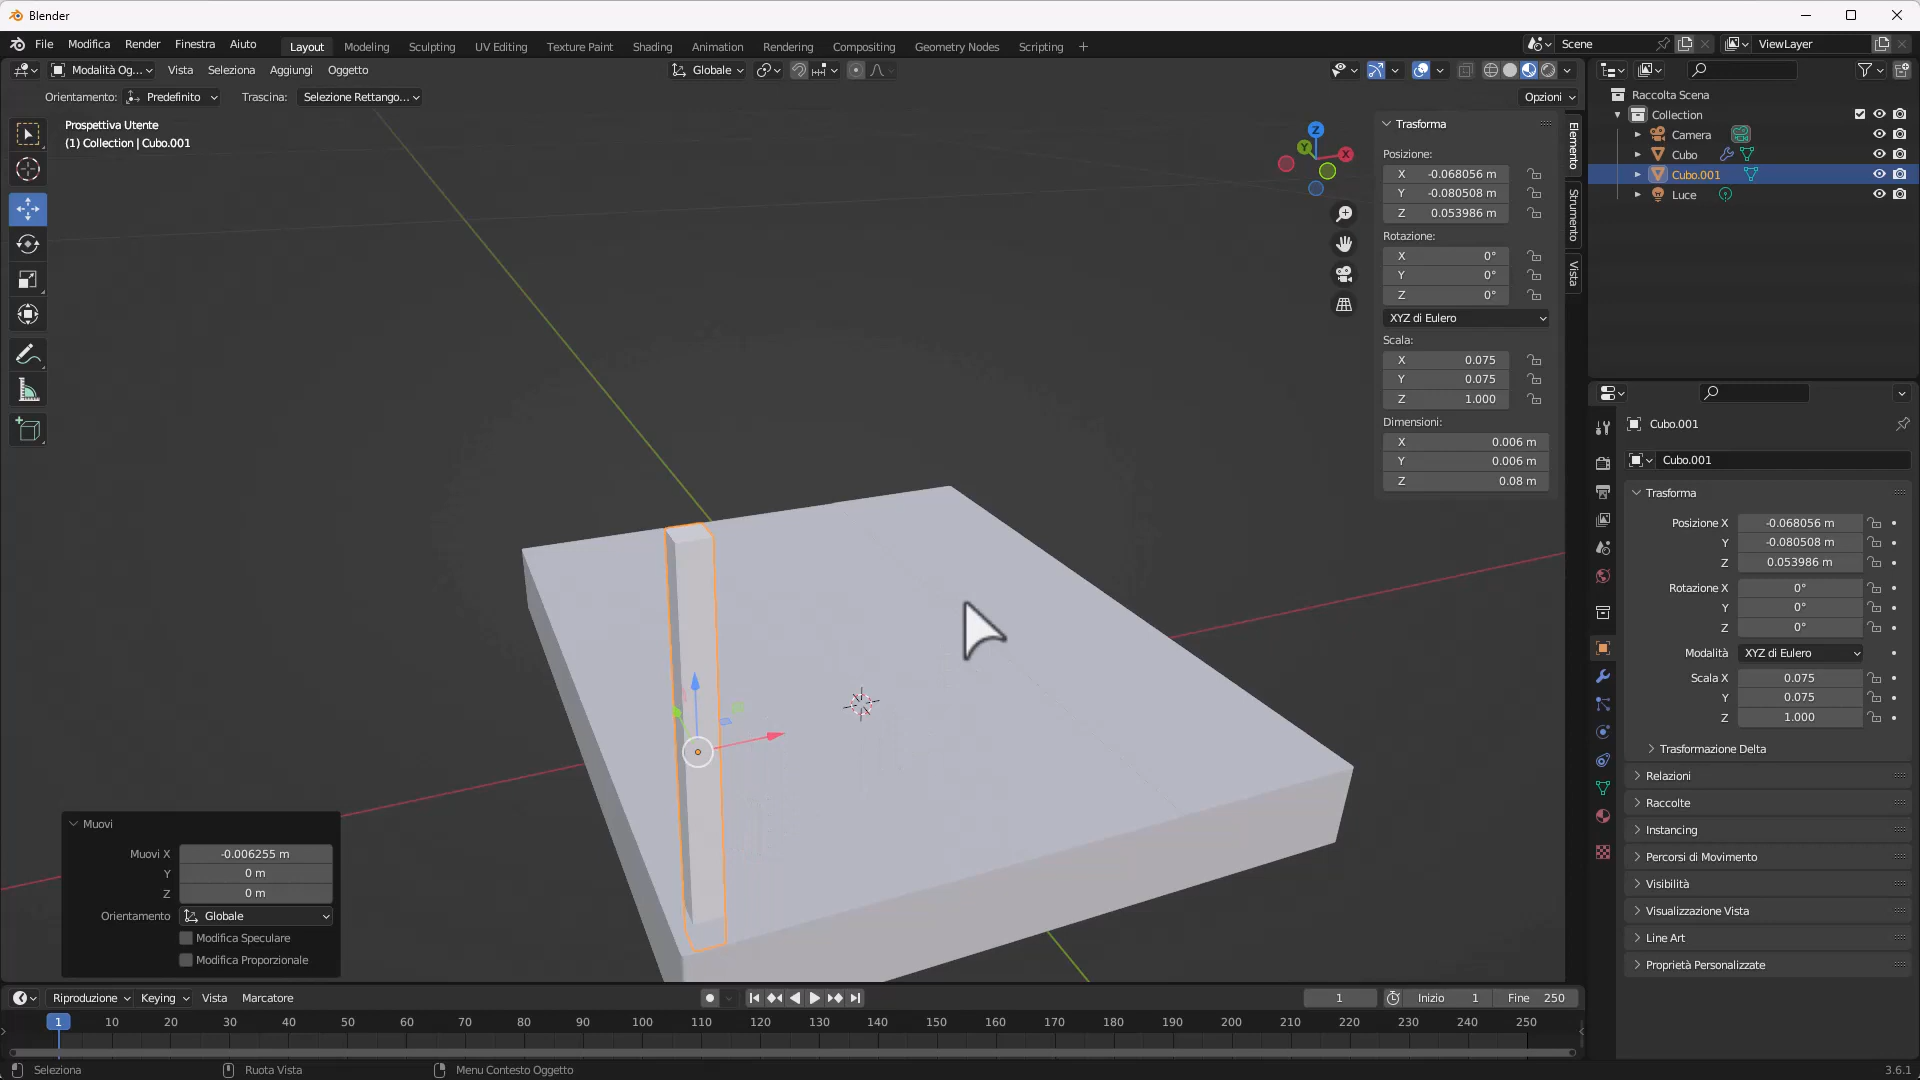 Blender
File Modifica Render Finestra Aiuto Layout Modeling Sculpting UV Editing Texture Paint Shading Animation Rendering Compositing Geometry Nodes Scripting + Scene ViewLayer
Modalità Og... Vista Seleziona Aggiungi Oggetto Globale
Orientamento: Predefinito Trascina: Selezione Rettango... Opzioni
Prospettiva Utente
(1) Collection | Cubo.001
Z
Y
X
Trasforma
Posizione:
X -0.068056 m
Y -0.080508 m
Z 0.053986 m
Rotazione:
X 0°
Y 0°
Z 0°
XYZ di Eulero
Scala:
X 0.075
Y 0.075
Z 1.000
Dimensioni:
X 0.006 m
Y 0.006 m
Z 0.08 m
Elemento
Strumento
Vista
Raccolta Scena
Collection
Camera
Cubo
Cubo.001
Luce
Cubo.001
Cubo.001
Trasforma
Posizione X -0.068056 m
Y -0.080508 m
Z 0.053986 m
Rotazione X 0°
Y 0°
Z 0°
Modalità XYZ di Eulero
Scala X 0.075
Y 0.075
Z 1.000
Trasformazione Delta
Relazioni
Raccolte
Instancing
Percorsi di Movimento
Visibilità
Visualizzazione Vista
Line Art
Proprietà Personalizzate
Muovi
Muovi X -0.006255 m
Y 0 m
Z 0 m
Orientamento Globale
Modifica Speculare
Modifica Proporzionale
Riproduzione Keying Vista Marcatore 1 Inizio 1 Fine 250
1 10 20 30 40 50 60 70 80 90 100 110 120 130 140 150 160 170 180 190 200 210 220 230 240 250
Seleziona Ruota Vista Menu Contesto Oggetto 3.6.1